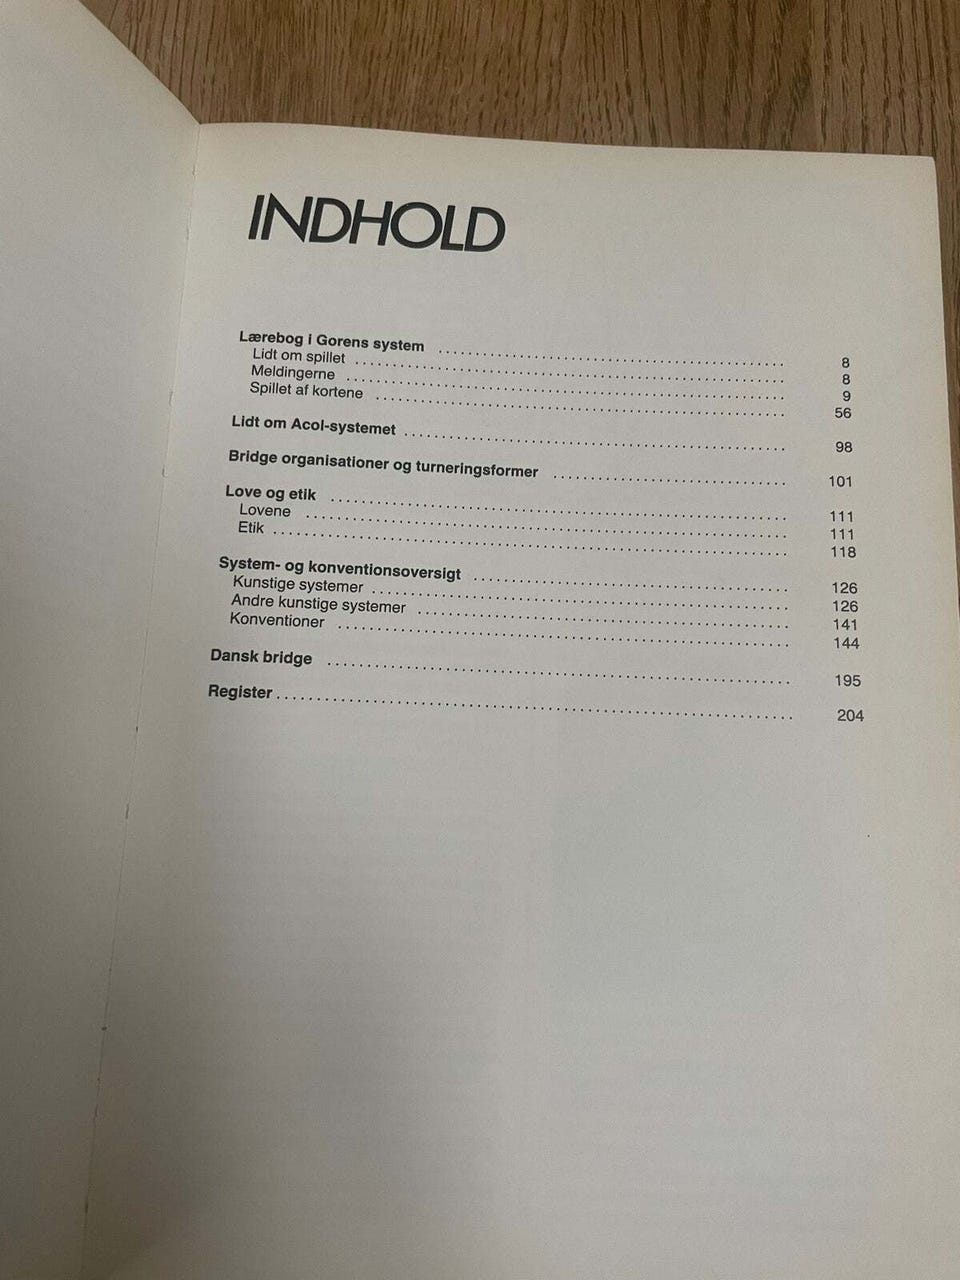 INDHOLD
Lærebog i Gorens system ........ 8
Lidt om spillet ........ 8
Meldingerne ........ 9
Spillet af kortene ........ 56
Lidt om Acol-systemet ........ 98
Bridge organisationer og turneringsformer ........ 101
Love og etik ........ 111
Lovene ........ 111
Etik ........ 118
System- og konventionsoversigt ........ 126
Kunstige systemer ........ 126
Andre kunstige systemer ........ 141
Konventioner ........ 144
Dansk bridge ........ 195
Register ........ 204